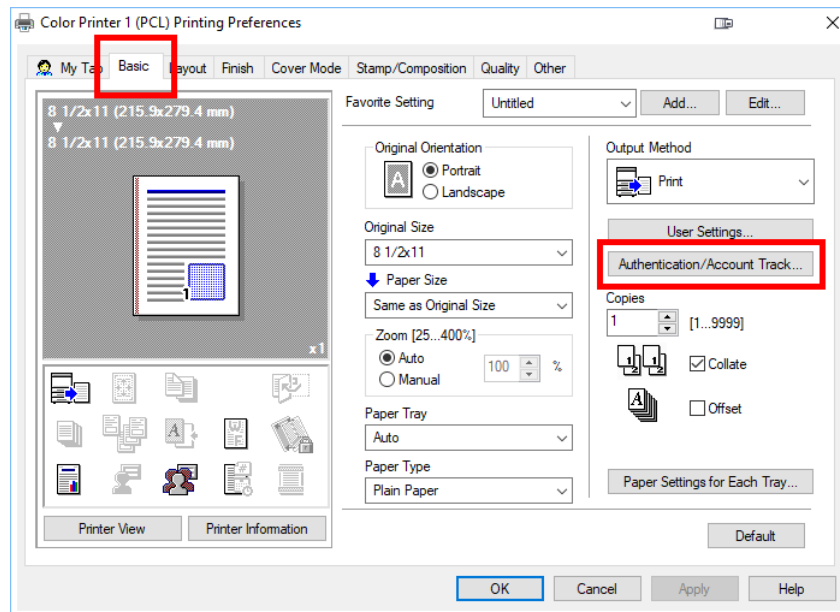 Color Printer 1 (PCL) Printing Preferences
My Tab Basic Layout Finish Cover Mode Stamp/Composition Quality Other
8 1/2x11 (215.9x279.4 mm)
8 1/2x11 (215.9x279.4 mm)
1
x1
Printer View Printer Information
Favorite Setting Untitled Add... Edit...
Original Orientation
A Portrait
Landscape
Original Size
8 1/2x11
Paper Size
Same as Original Size
Zoom [25...400%]
Auto
Manual
100 %
Paper Tray
Auto
Paper Type
Plain Paper
Output Method
Print
User Settings...
Authentication/Account Track...
Copies
1 [1...9999]
Collate
Offset
Paper Settings for Each Tray...
Default
OK Cancel Apply Help